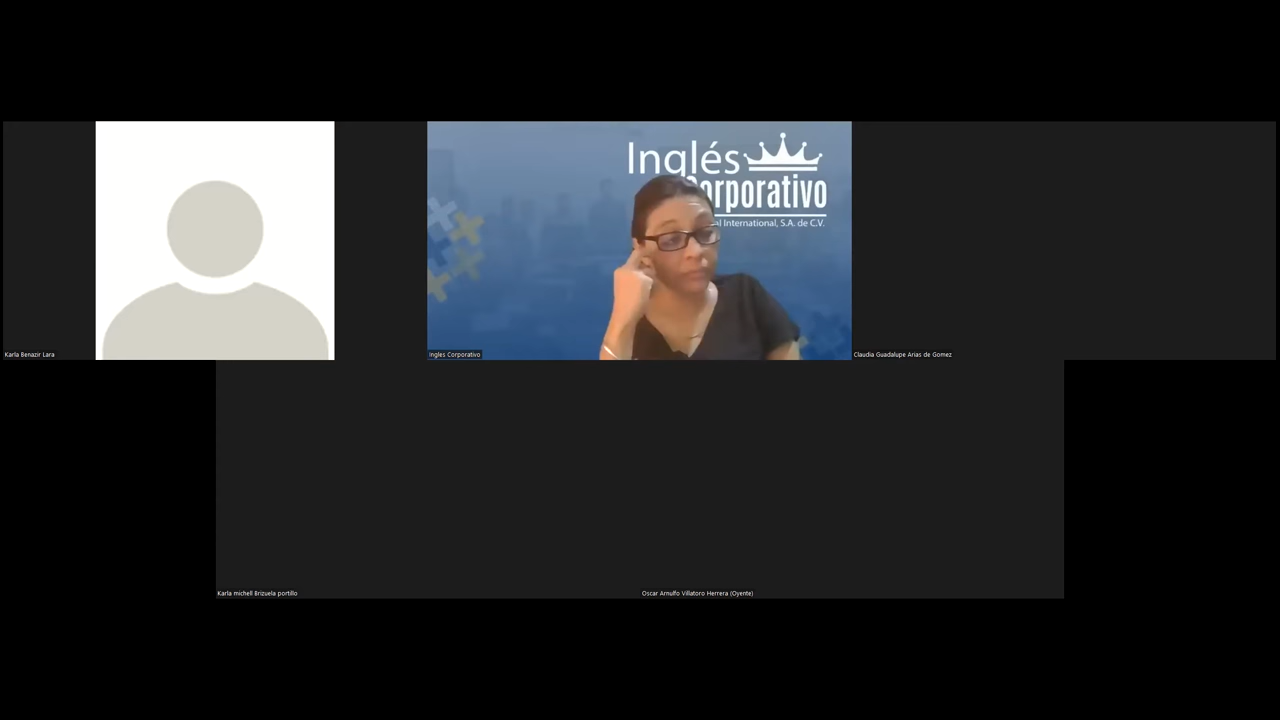 Inglés
Corporativo
al International, S.A. de C.V.
Karla Benazir Lara
Ingles Corporativo
Claudia Guadalupe Arias de Gomez
Karla michell Brizuela portillo
Oscar Arnulfo Villatoro Herrera (Oyente)